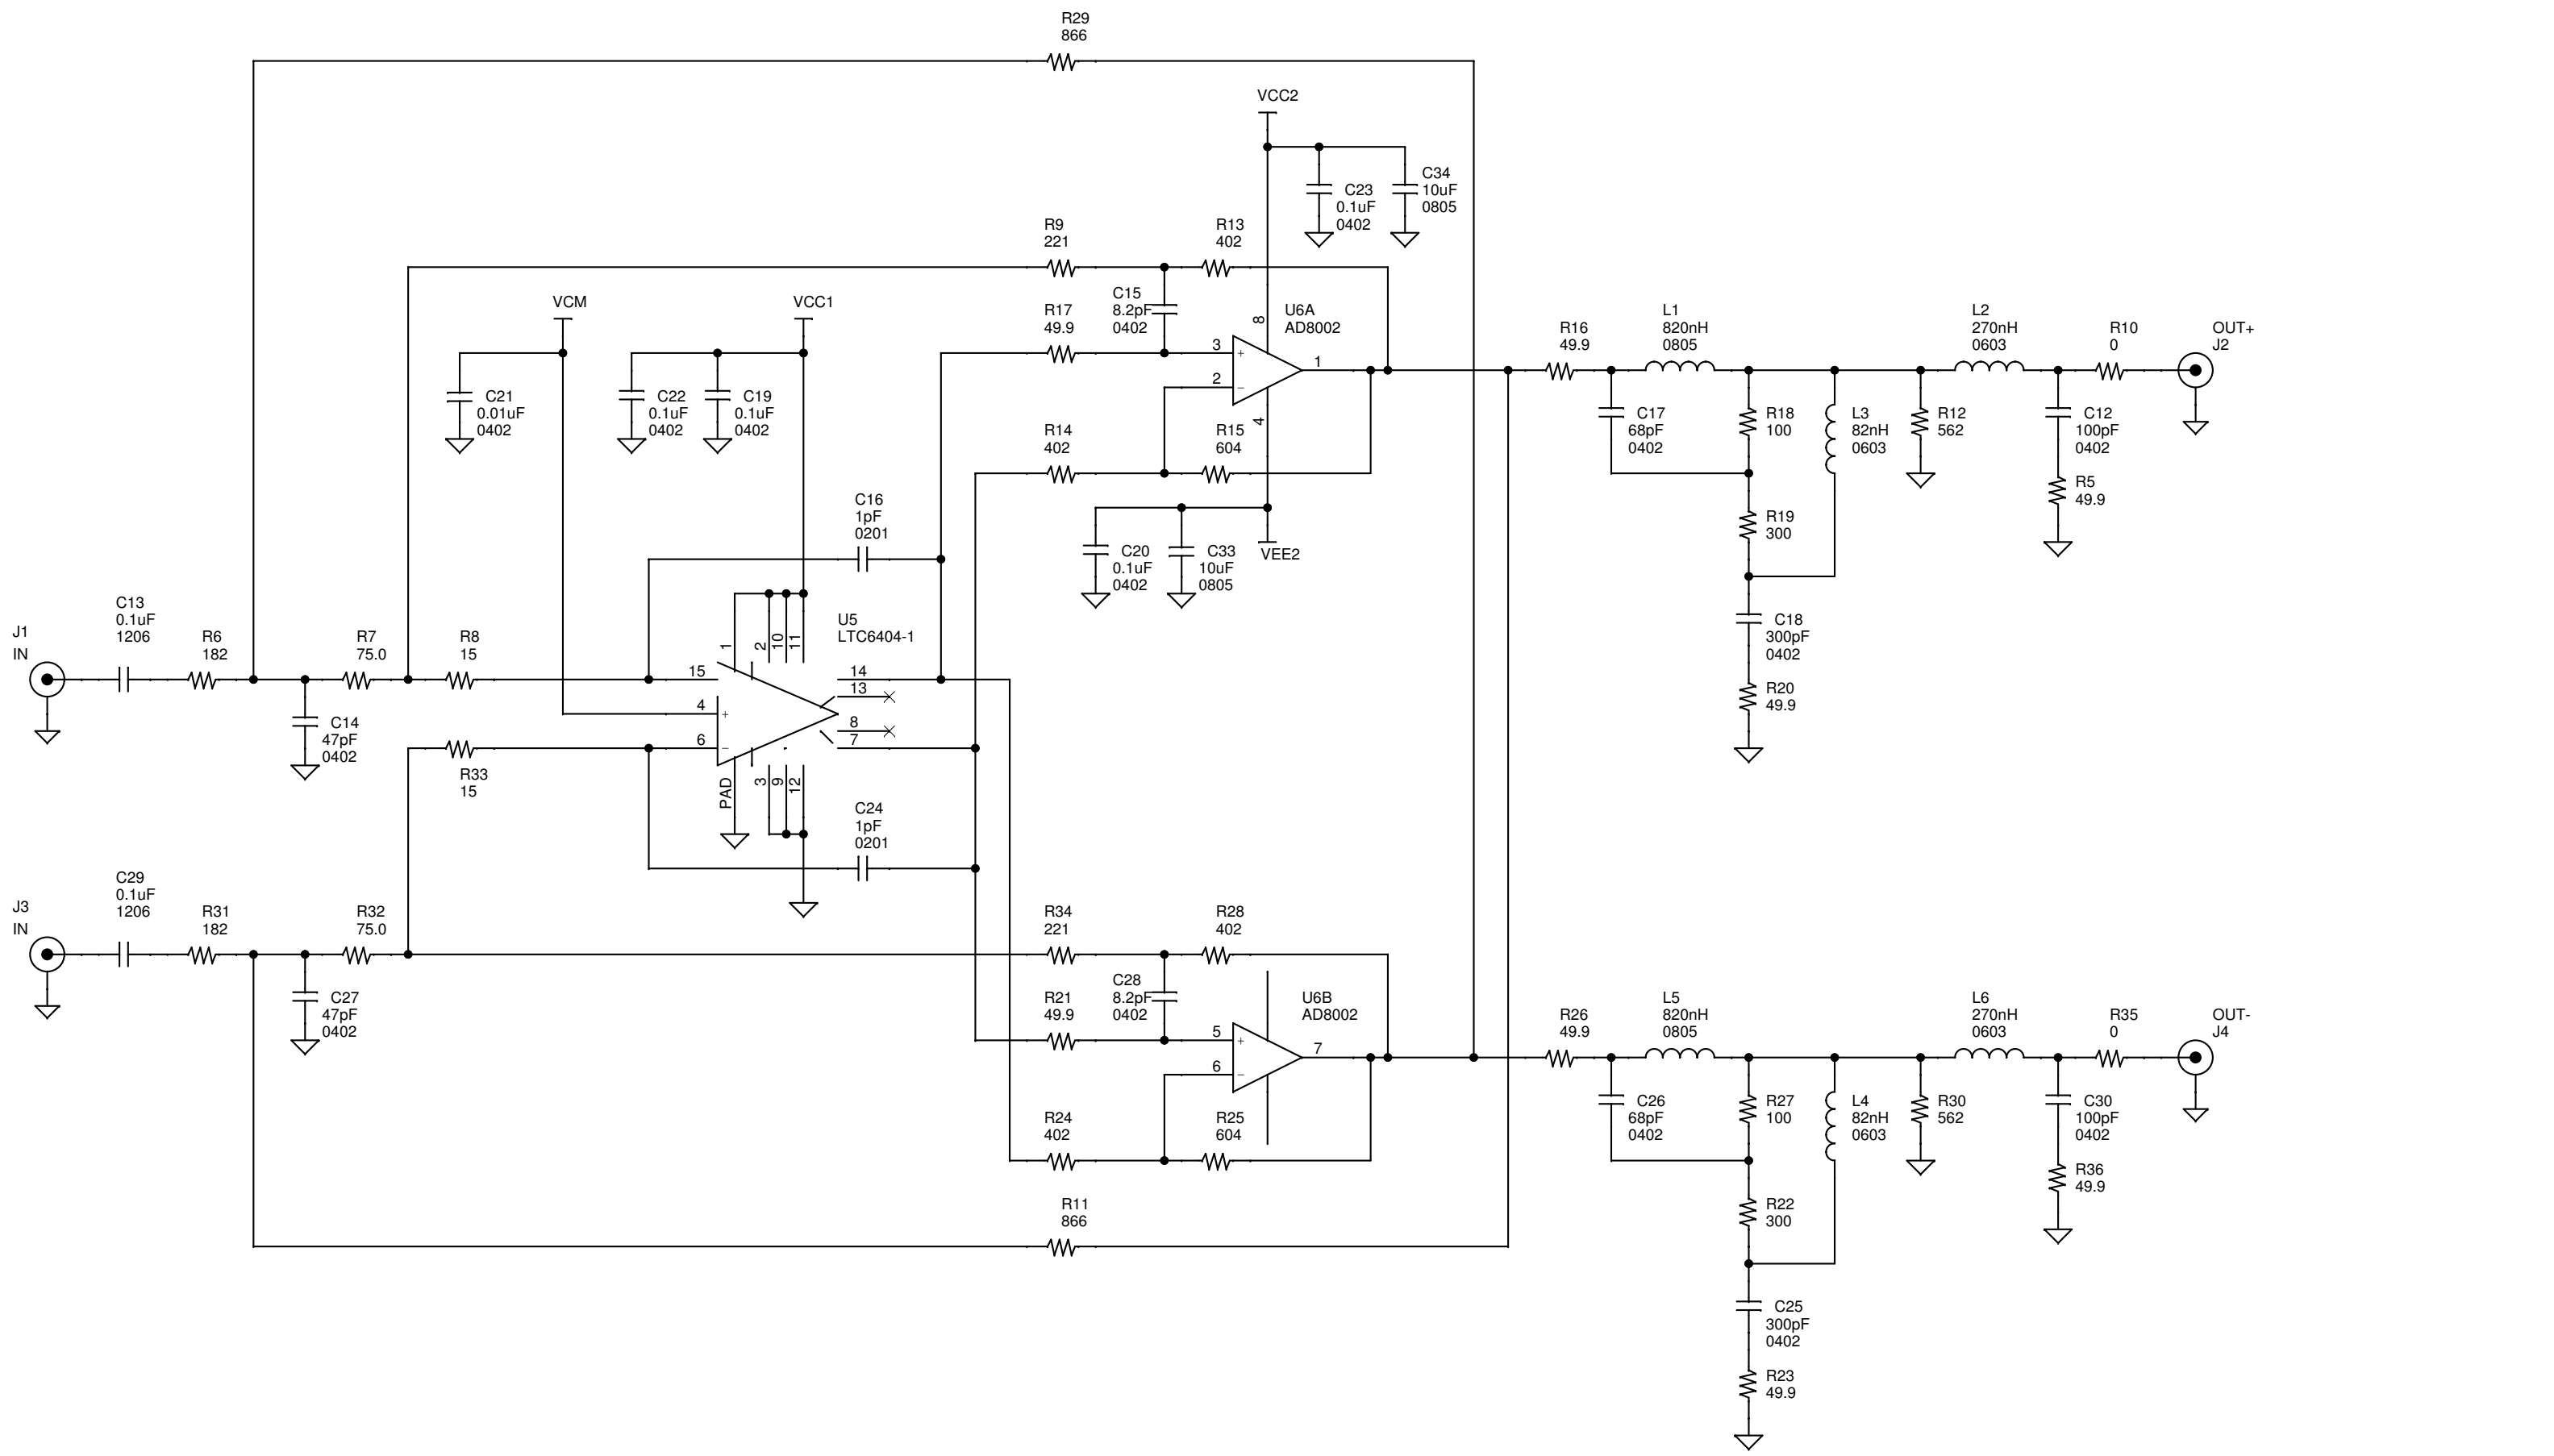 R29
866
VCC2
C23
0.1uF
0402
C34
10uF
0805
R9
221
R13
402
VCM
VCC1
C15
8.2pF
0402
R17
49.9
8
U6A
AD8002
3
+
2
−
1
4
R16
49.9
L1
820nH
0805
L2
270nH
0603
R10
0
OUT+
J2
C21
0.01uF
0402
C22
0.1uF
0402
C19
0.1uF
0402
R14
402
R15
604
C17
68pF
0402
R18
100
L3
82nH
0603
R12
562
C12
100pF
0402
R5
49.9
C16
1pF
0201
C20
0.1uF
0402
C33
10uF
0805
VEE2
R19
300
C18
300pF
0402
R20
49.9
J1
IN
C13
0.1uF
1206
R6
182
R7
75.0
R8
15
1
2
10
11
U5
LTC6404-1
15
14
13
4
+
8
6
−
7
C14
47pF
0402
R33
15
PAD
3
9
12
C24
1pF
0201
J3
IN
C29
0.1uF
1206
R31
182
R32
75.0
R34
221
R28
402
C27
47pF
0402
C28
8.2pF
0402
R21
49.9
U6B
AD8002
5
+
6
−
7
R26
49.9
L5
820nH
0805
L6
270nH
0603
R35
0
OUT-
J4
R24
402
R25
604
C26
68pF
0402
R27
100
L4
82nH
0603
R30
562
C30
100pF
0402
R36
49.9
R11
866
R22
300
C25
300pF
0402
R23
49.9